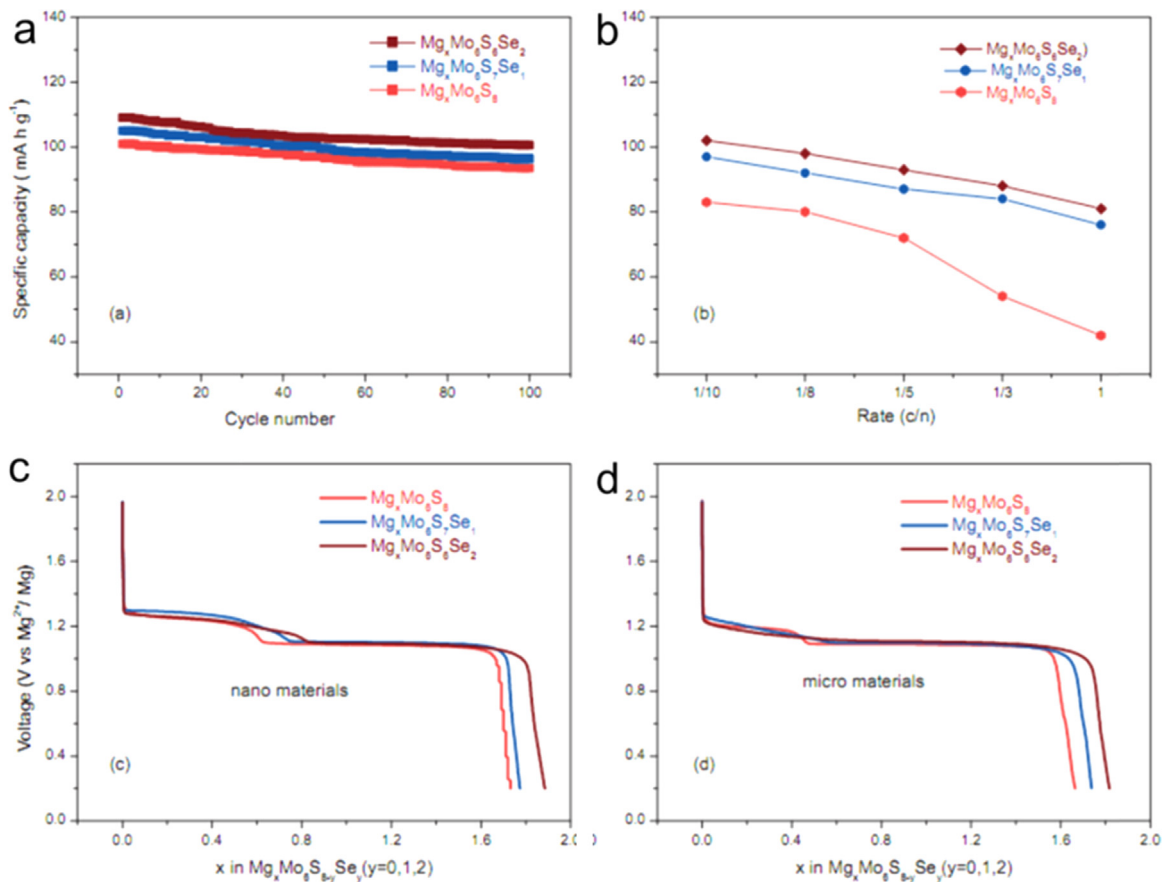 a
140
120
100
80
60
40
Specific capacity ( mA h g⁻¹)
MgₓMo₆S₆Se₂
MgₓMo₆S₇Se₁
MgₓMo₆S₈
(a)
0 20 40 60 80 100
Cycle number
b
140
120
100
80
60
40
MgₓMo₆S₆Se₂)
MgₓMo₆S₇Se₁
MgₓMo₆S₈
(b)
1/10 1/8 1/5 1/3 1
Rate (c/n)
c
2.0
1.6
1.2
0.8
0.4
0.0
Voltage (V vs Mg²⁺/ Mg)
MgₓMo₆S₈
MgₓMo₆S₇Se₁
MgₓMo₆S₆Se₂
nano materials
(c)
0.0 0.4 0.8 1.2 1.6 2.0
x in MgₓMo₆S₈₋ySey(y=0,1,2)
d
2.0
1.6
1.2
0.8
0.4
0.0
MgₓMo₆S₈
MgₓMo₆S₇Se₁
MgₓMo₆S₆Se₂
micro materials
(d)
0 0.0 0.4 0.8 1.2 1.6 2.0
x in MgₓMo₆S₈₋ySey(y=0,1,2)